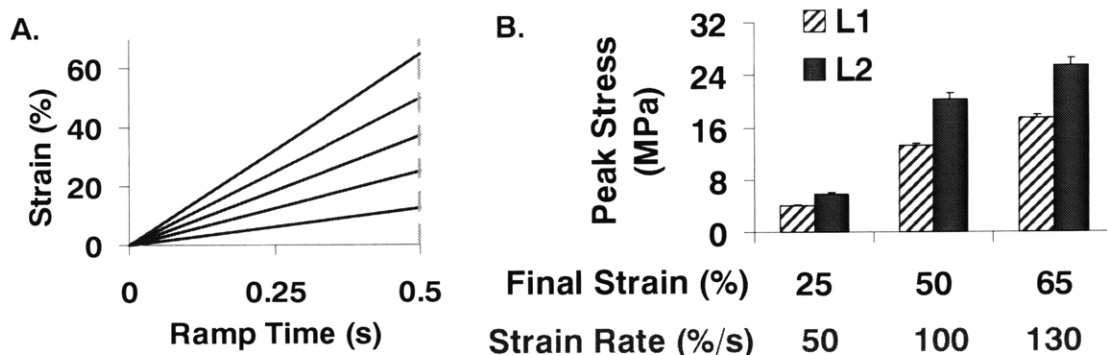 A.
Strain (%)
60
40
20
0
0 0.25 0.5
Ramp Time (s)
B.
Peak Stress
(MPa)
32
24
16
8
0
L1
L2
Final Strain (%) 25 50 65
Strain Rate (%/s) 50 100 130